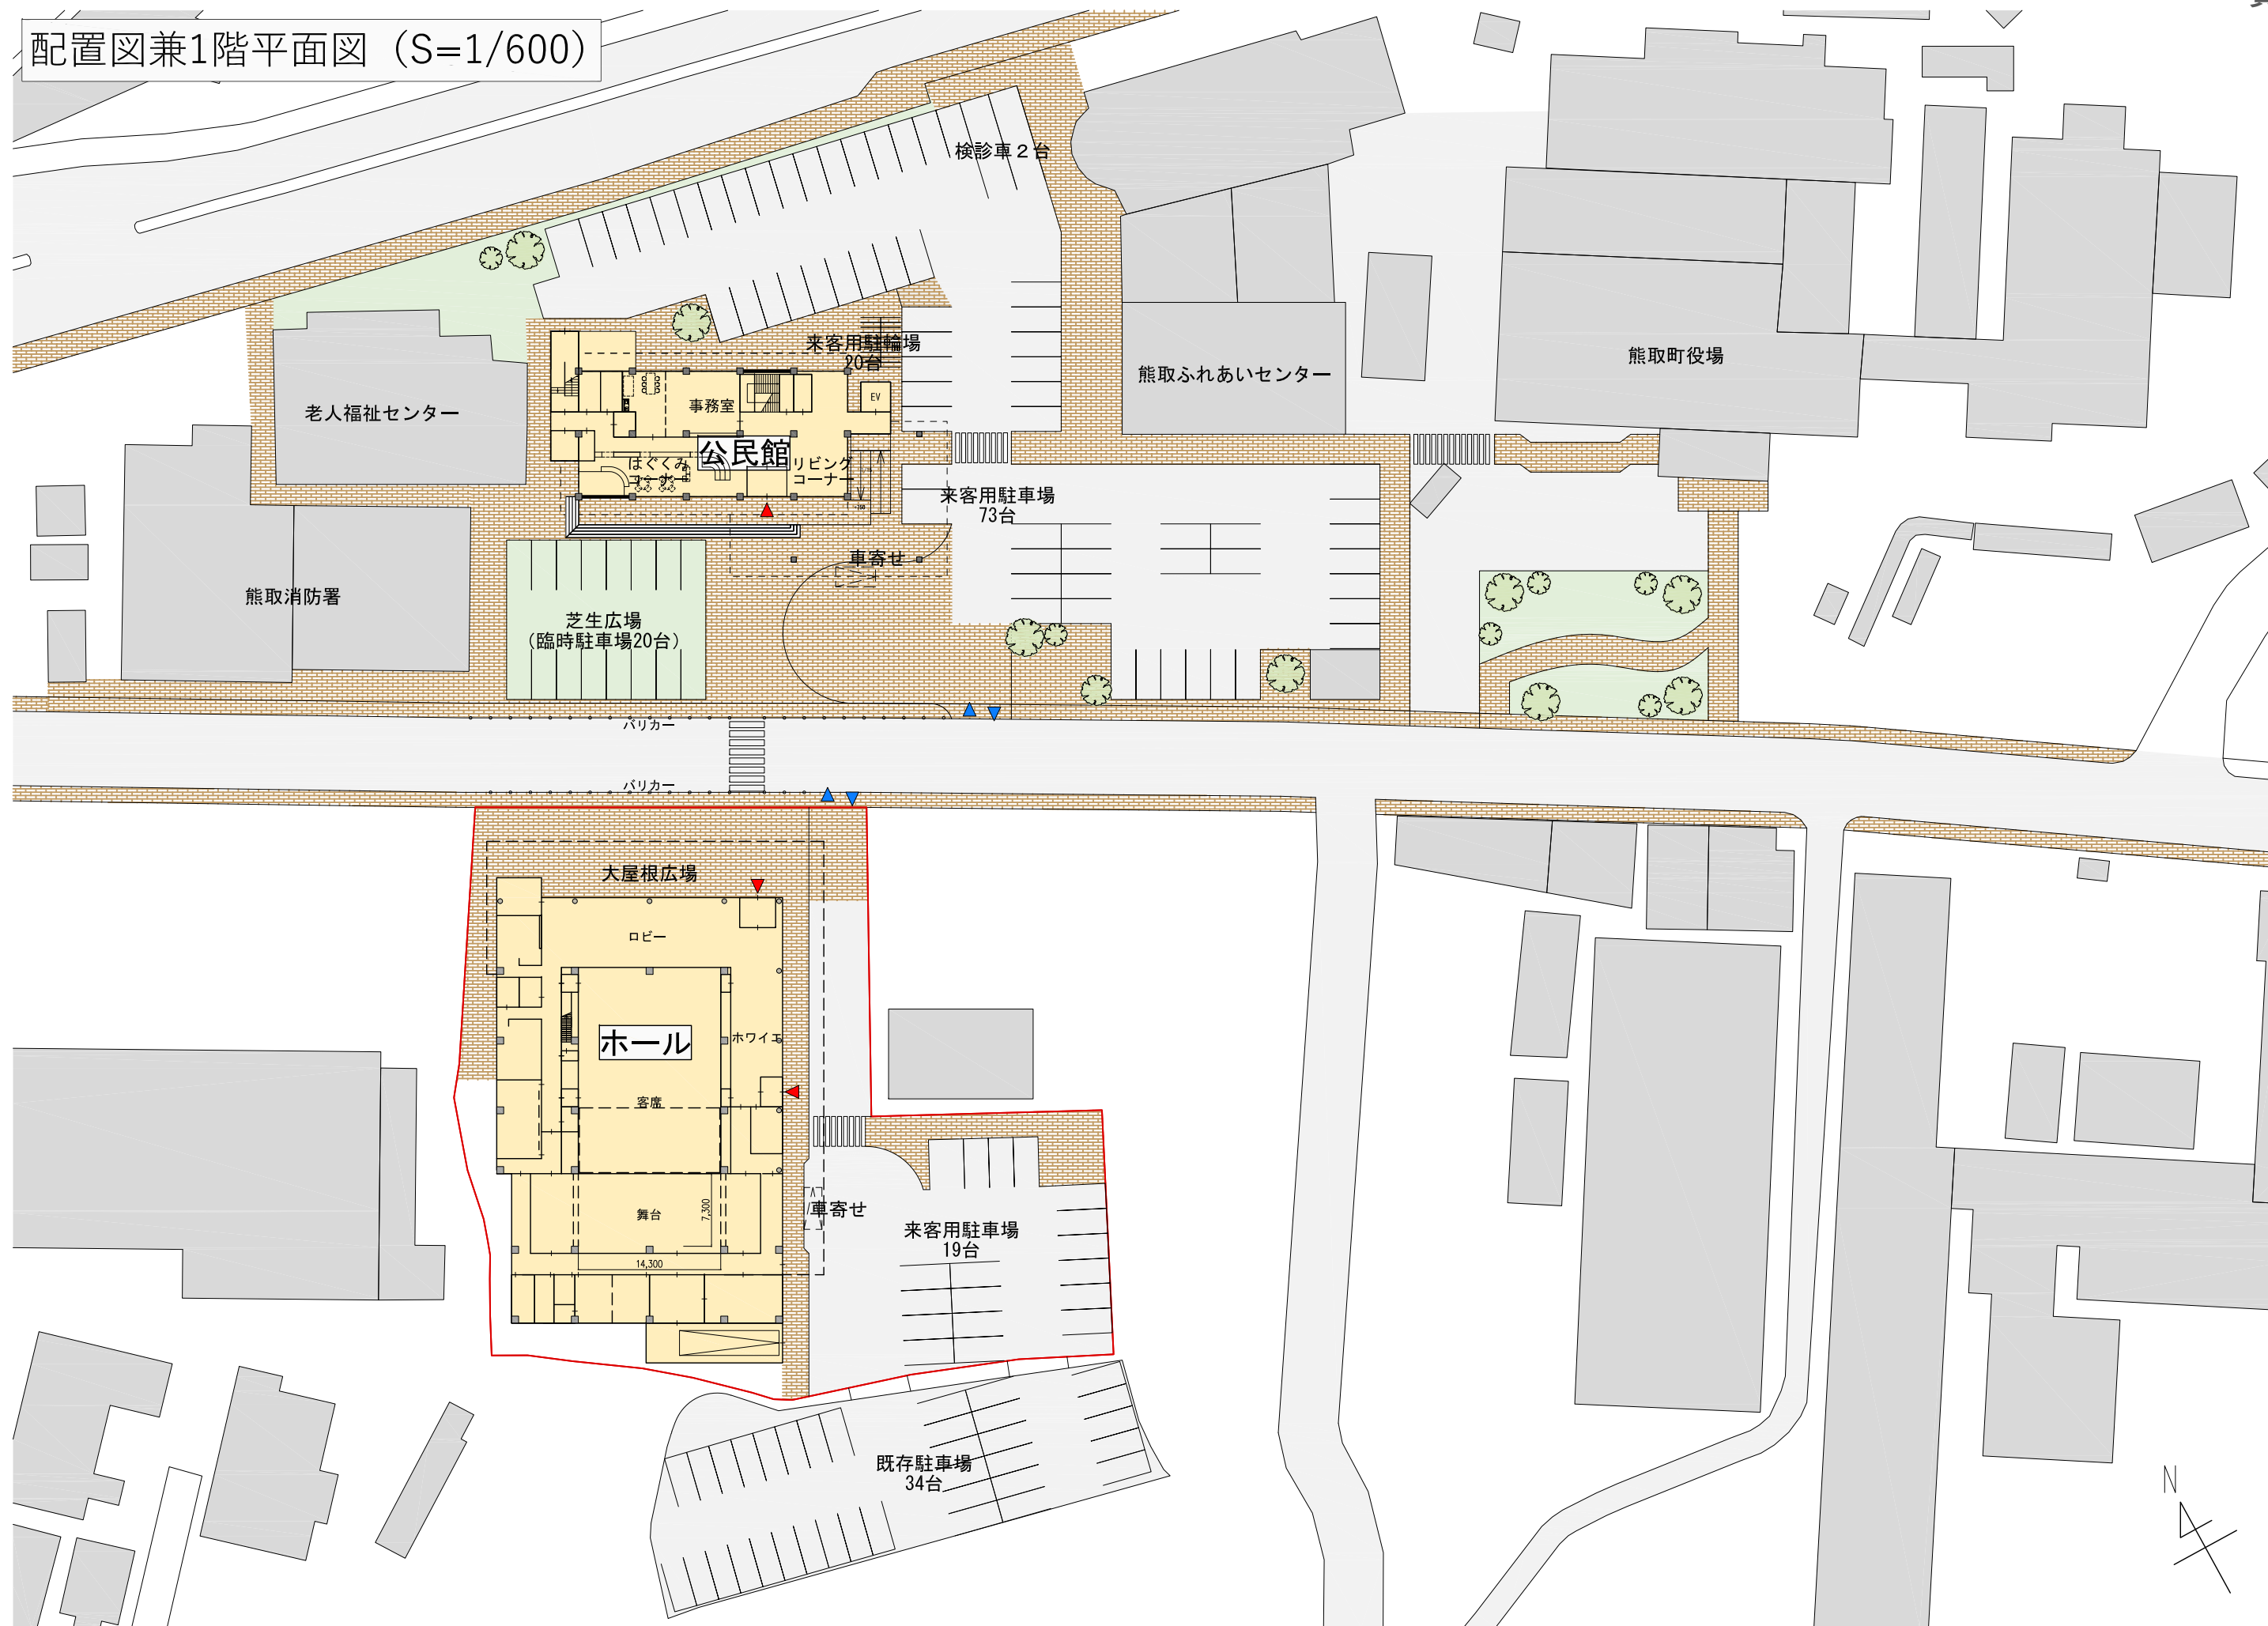 配置図兼1階平面図（S=1/600）
検診車２台
来客用駐輪場
20台
熊取ふれあいセンター
熊取町役場
老人福祉センター
事務室
EV
公民館
はぐくみ
コーナー
リビング
コーナー
来客用駐車場
73台
車寄せ
熊取消防署
芝生広場
（臨時駐車場20台）
バリカー
バリカー
大屋根広場
ロビー
ホール
ホワイエ
客席
舞台
7,300
14,300
車寄せ
来客用駐車場
19台
既存駐車場
34台
N